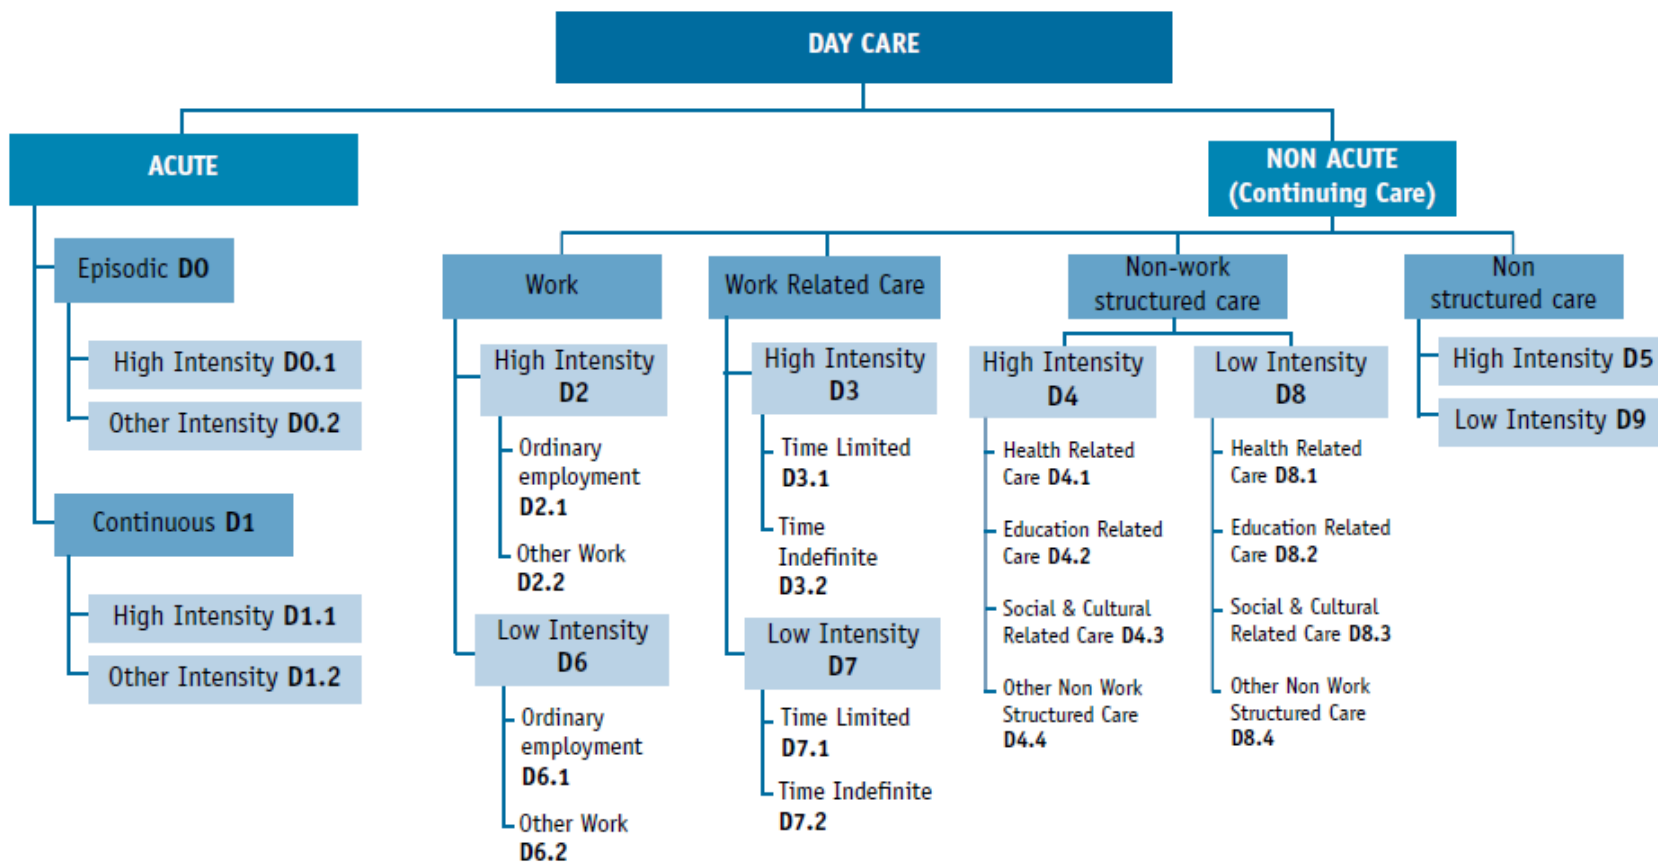 DAY CARE
ACUTE
NON ACUTE
(Continuing Care)
Episodic D0
High Intensity D0.1
Other Intensity D0.2
Continuous D1
High Intensity D1.1
Other Intensity D1.2
Work
High Intensity
D2
Ordinary
employment
D2.1
Other Work
D2.2
Low Intensity
D6
Ordinary
employment
D6.1
Other Work
D6.2
Work Related Care
High Intensity
D3
Time Limited
D3.1
Time
Indefinite
D3.2
Low Intensity
D7
Time Limited
D7.1
Time Indefinite
D7.2
Non-work
structured care
High Intensity
D4
Health Related
Care D4.1
Education Related
Care D4.2
Social & Cultural
Related Care D4.3
Other Non Work
Structured Care
D4.4
Low Intensity
D8
Health Related
Care D8.1
Education Related
Care D8.2
Social & Cultural
Related Care D8.3
Other Non Work
Structured Care
D8.4
Non
structured care
High Intensity D5
Low Intensity D9